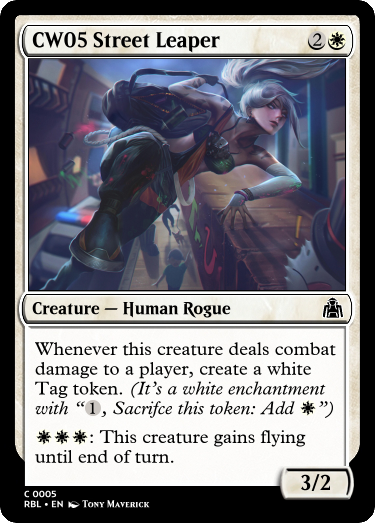 CW05 Street Leaper 2
Creature — Human Rogue
Whenever this creature deals combat
damage to a player, create a white
Tag token. (It's a white enchantment
with “1, Sacrifce this token: Add ”)
: This creature gains flying
until end of turn.
3/2
C 0005
RBL • EN Tony Maverick